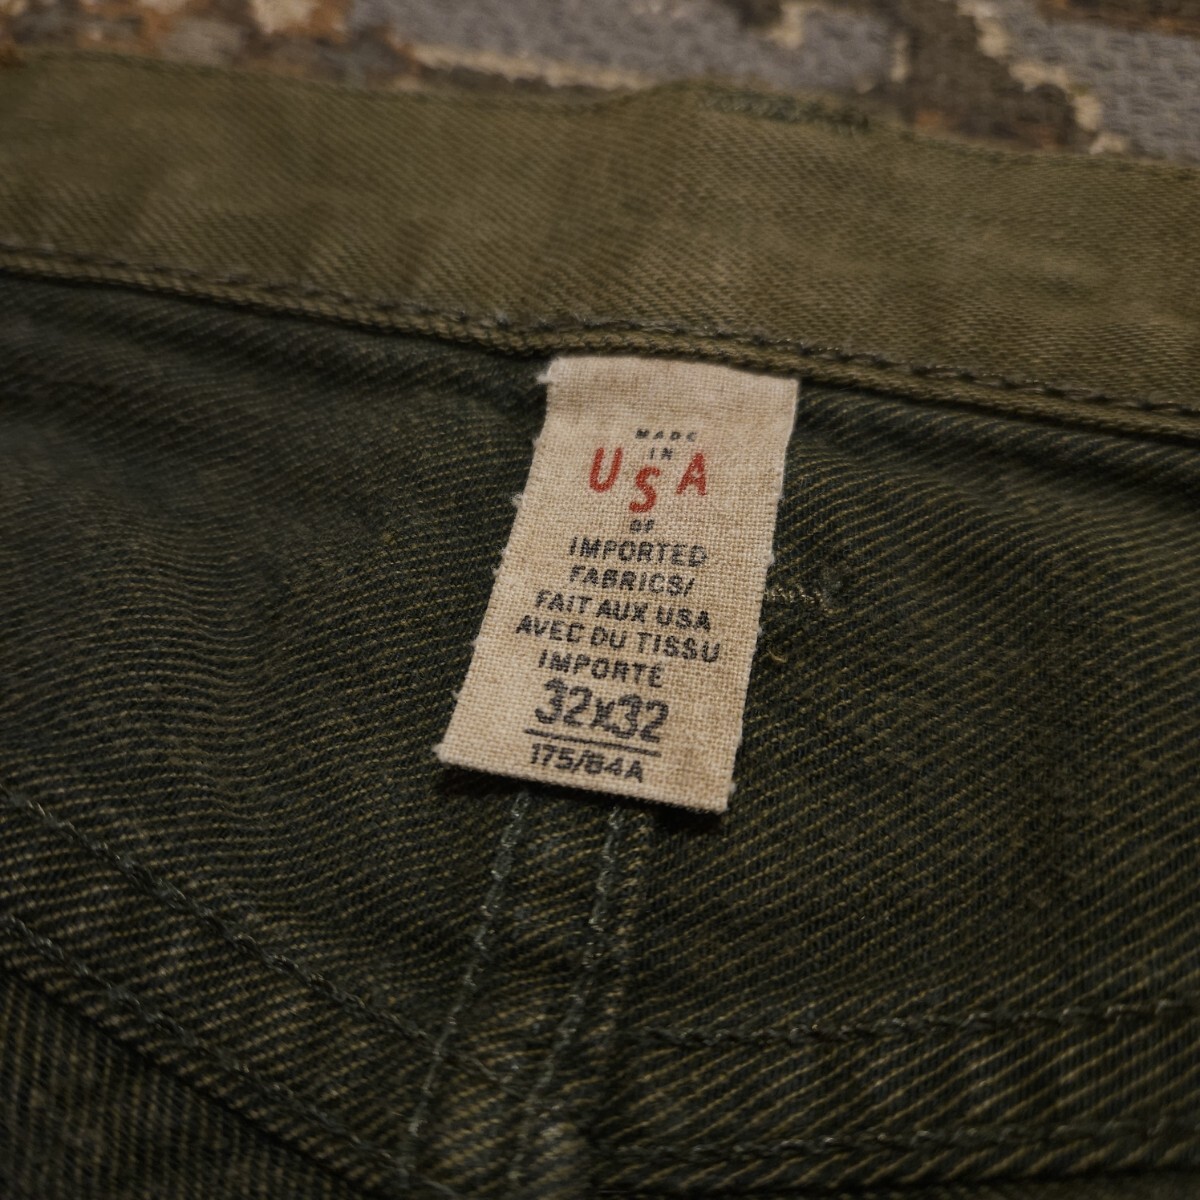 MADE
IN
USA
OF
IMPORTED
FABRICS/
FAIT AUX USA
AVEC DU TISSU
IMPORTÉ
32X32
175/84A